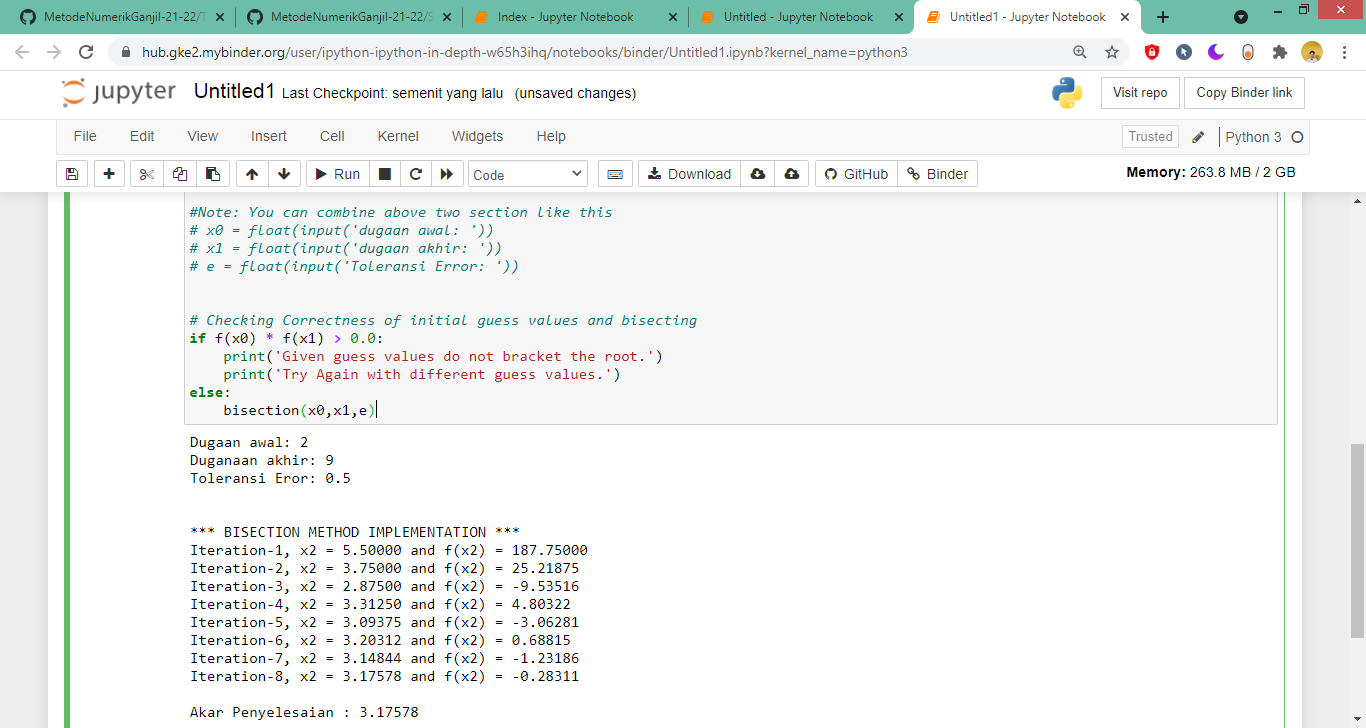 MetodeNumerikGanjil-21-22/T
MetodeNumerikGanjil-21-22/S
Index - Jupyter Notebook
Untitled - Jupyter Notebook
Untitled1 - Jupyter Notebook
hub.gke2.mybinder.org/user/ipython-ipython-in-depth-w65h3ihq/notebooks/binder/Untitled1.ipynb?kernel_name=python3
jupyter Untitled1 Last Checkpoint: semenit yang lalu (unsaved changes)
Visit repo Copy Binder link
File Edit View Insert Cell Kernel Widgets Help
Trusted Python 3
Run Code Download GitHub Binder
Memory: 263.8 MB / 2 GB
#Note: You can combine above two section like this
# x0 = float(input('dugaan awal: '))
# x1 = float(input('dugaan akhir: '))
# e = float(input('Toleransi Error: '))
# Checking Correctness of initial guess values and bisecting
if f(x0) * f(x1) > 0.0:
    print('Given guess values do not bracket the root.')
    print('Try Again with different guess values.')
else:
    bisection(x0,x1,e)
Dugaan awal: 2
Duganaan akhir: 9
Toleransi Eror: 0.5
*** BISECTION METHOD IMPLEMENTATION ***
Iteration-1, x2 = 5.50000 and f(x2) = 187.75000
Iteration-2, x2 = 3.75000 and f(x2) = 25.21875
Iteration-3, x2 = 2.87500 and f(x2) = -9.53516
Iteration-4, x2 = 3.31250 and f(x2) = 4.80322
Iteration-5, x2 = 3.09375 and f(x2) = -3.06281
Iteration-6, x2 = 3.20312 and f(x2) = 0.68815
Iteration-7, x2 = 3.14844 and f(x2) = -1.23186
Iteration-8, x2 = 3.17578 and f(x2) = -0.28311
Akar Penyelesaian : 3.17578